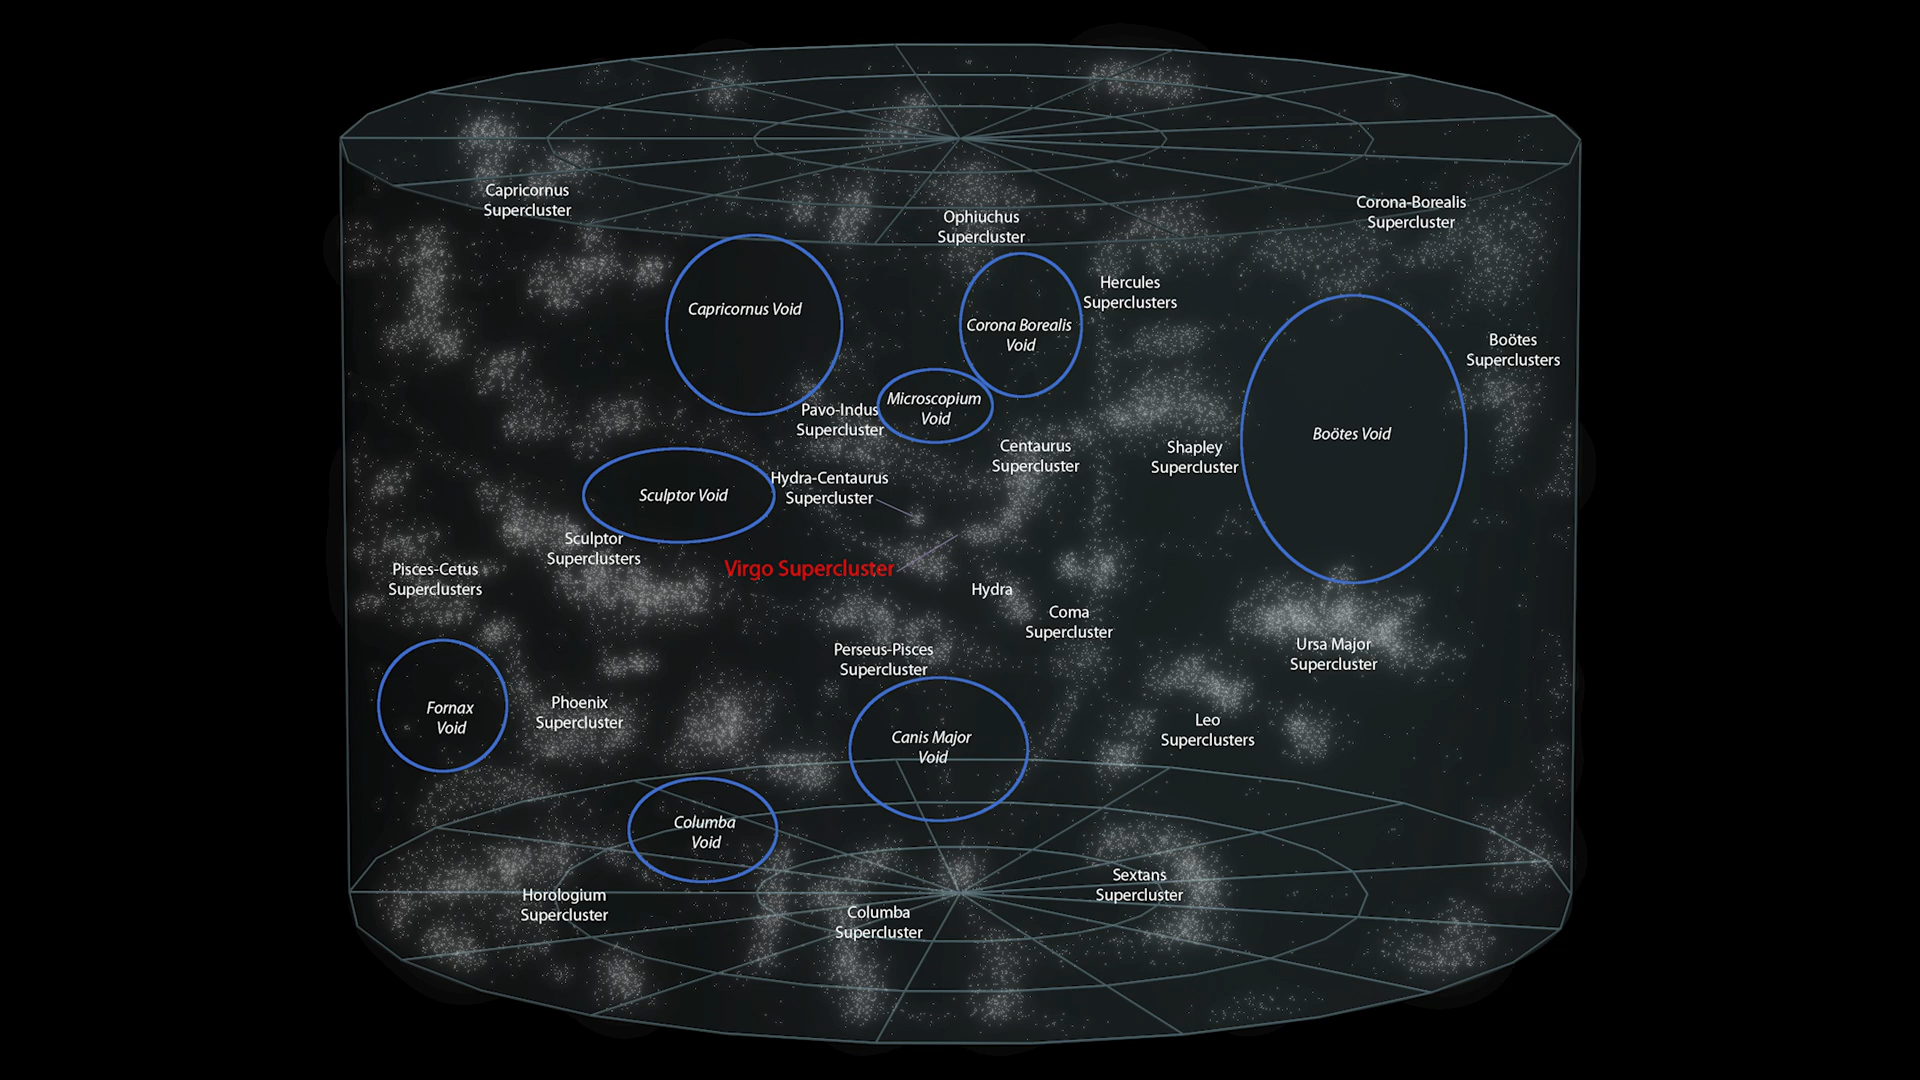 Capricornus
Supercluster
Ophiuchus
Supercluster
Corona-Borealis
Supercluster
Capricornus Void
Corona Borealis
Void
Hercules
Superclusters
Boötes
Superclusters
Microscopium
Void
Pavo-Indus
Supercluster
Centaurus
Supercluster
Shapley
Supercluster
Boötes Void
Hydra-Centaurus
Supercluster
Sculptor Void
Sculptor
Superclusters
Virgo Supercluster
Pisces-Cetus
Superclusters
Hydra
Coma
Supercluster
Perseus-Pisces
Supercluster
Ursa Major
Supercluster
Fornax
Void
Phoenix
Supercluster
Canis Major
Void
Leo
Superclusters
Columba
Void
Horologium
Supercluster
Columba
Supercluster
Sextans
Supercluster